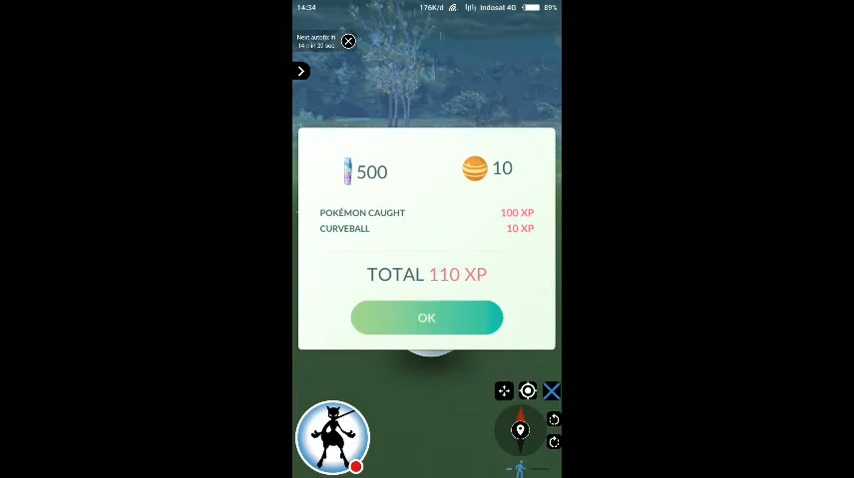 14:34
176K/d
Indosat 4G
89%
Next autofix in
14 min 20 sec
500
10
POKÉMON CAUGHT 100 XP
CURVEBALL 10 XP
TOTAL 110 XP
OK